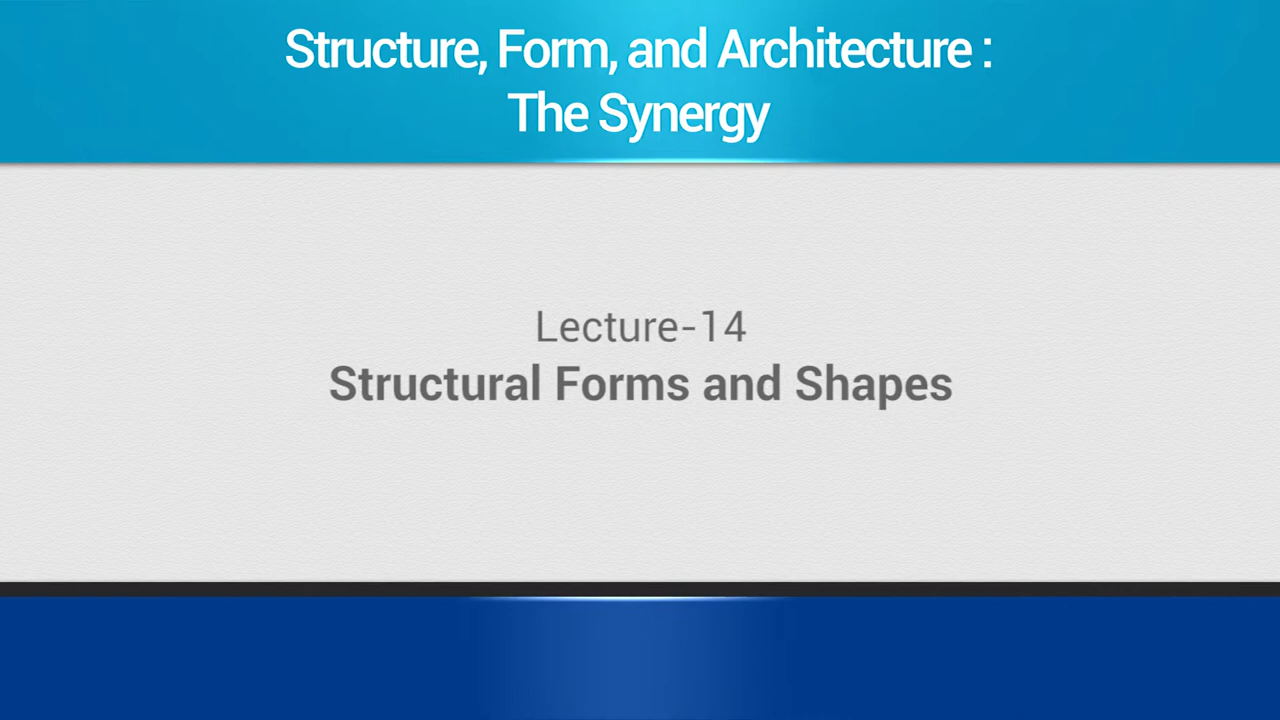 Structure, Form, and Architecture :
The Synergy
Lecture-14
Structural Forms and Shapes